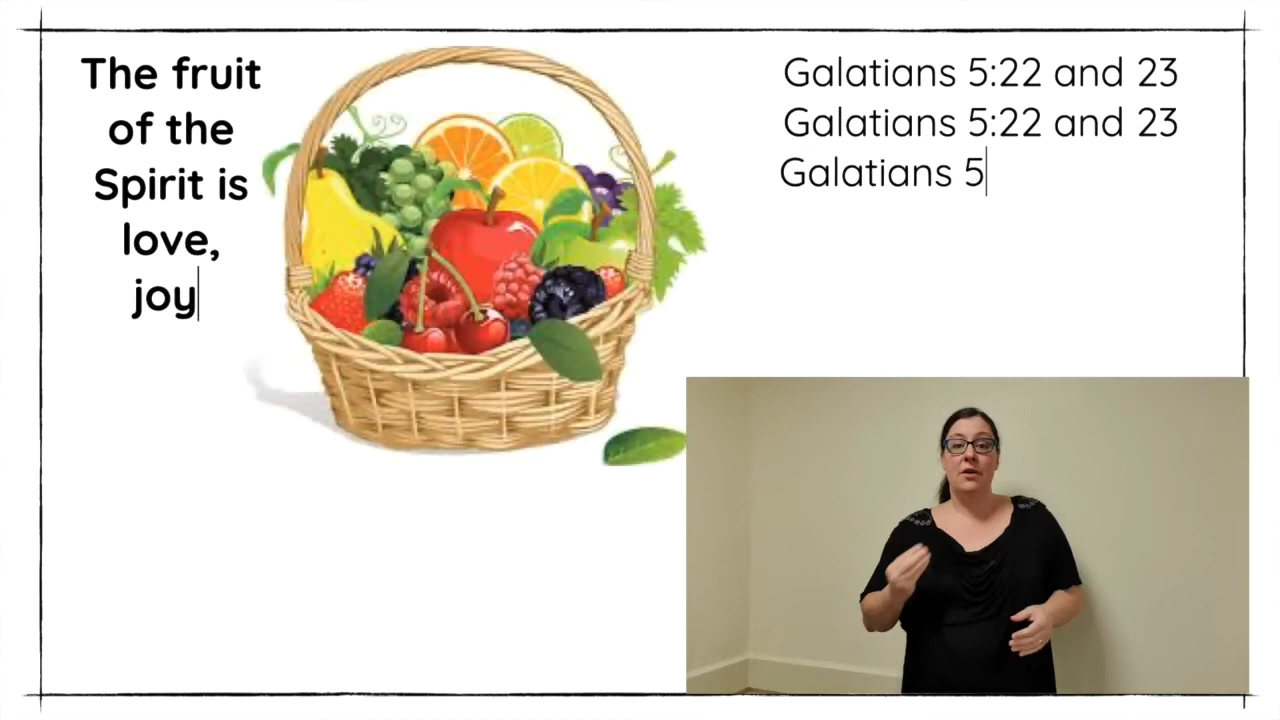 The fruit
of the
Spirit is
love,
joy
Galatians 5:22 and 23
Galatians 5:22 and 23
Galatians 5